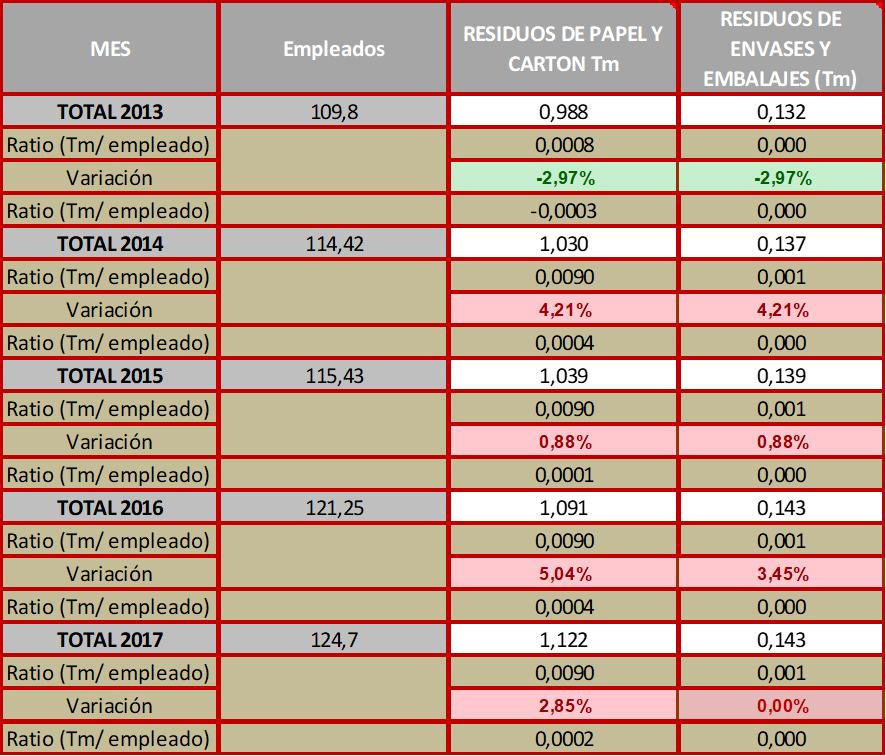 MES Empleados RESIDUOS DE PAPEL Y CARTON Tm RESIDUOS DE ENVASES Y EMBALAJES (Tm)
TOTAL 2013 109,8 0,988 0,132
Ratio (Tm/ empleado) 0,0008 0,000
Variación -2,97% -2,97%
Ratio (Tm/ empleado) -0,0003 0,000
TOTAL 2014 114,42 1,030 0,137
Ratio (Tm/ empleado) 0,0090 0,001
Variación 4,21% 4,21%
Ratio (Tm/ empleado) 0,0004 0,000
TOTAL 2015 115,43 1,039 0,139
Ratio (Tm/ empleado) 0,0090 0,001
Variación 0,88% 0,88%
Ratio (Tm/ empleado) 0,0001 0,000
TOTAL 2016 121,25 1,091 0,143
Ratio (Tm/ empleado) 0,0090 0,001
Variación 5,04% 3,45%
Ratio (Tm/ empleado) 0,0004 0,000
TOTAL 2017 124,7 1,122 0,143
Ratio (Tm/ empleado) 0,0090 0,001
Variación 2,85% 0,00%
Ratio (Tm/ empleado) 0,0002 0,000